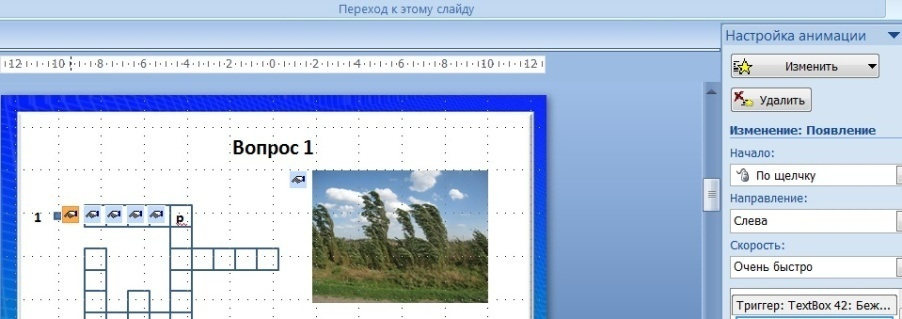 Переход к этому слайду
Настройка анимации
12 · 10 · 8 · 6 · 4 · 2 · 0 · 2 · 4 · 6 · 8 · 10 · 12
Изменить
Удалить
Изменение: Появление
Вопрос 1
Начало:
По щелчку
Направление:
1
р
Слева
Скорость:
Очень быстро
Триггер: TextBox 42: Беж...